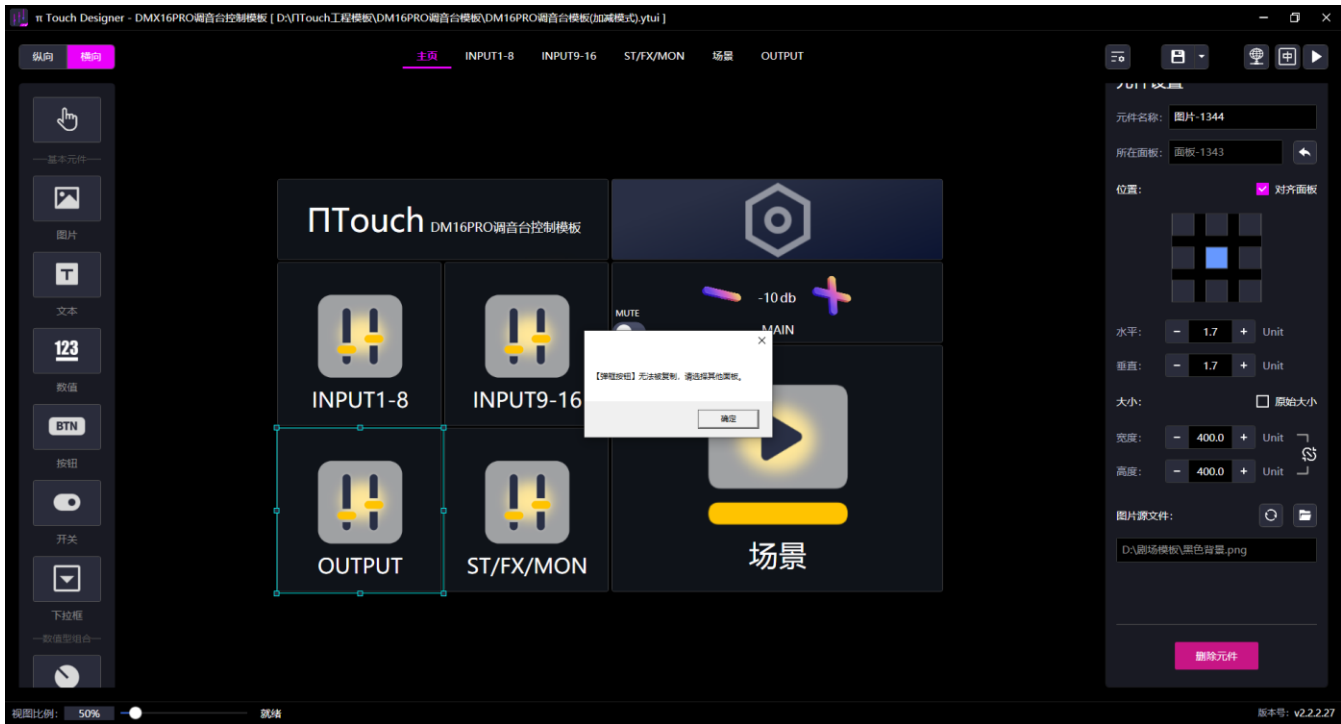 π Touch Designer - DMX16PRO调音台控制模板 [ D:\ΠTouch工程模板\DM16PRO调音台模板\DM16PRO调音台模板(加减模式).ytui ]
纵向 横向
主页 INPUT1-8 INPUT9-16 ST/FX/MON 场景 OUTPUT
中
基本元件
图片
T
文本
123
数值
BTN
按钮
开关
下拉框
数值型组合
ΠTouch DM16PRO调音台控制模板
-10 db
MUTE
MAIN
INPUT1-8
INPUT9-16
OUTPUT
ST/FX/MON
场景
【弹框按钮】无法被复制，请选择其他面板。
确定
元件设置
元件名称: 图片-1344
所在面板: 面板-1343
位置: 对齐面板
水平: - 1.7 + Unit
垂直: - 1.7 + Unit
大小: 原始大小
宽度: - 400.0 + Unit
高度: - 400.0 + Unit
图片源文件:
D:\剧场模板\黑色背景.png
删除元件
视图比例: 50% 就绪 版本号: v2.2.2.27